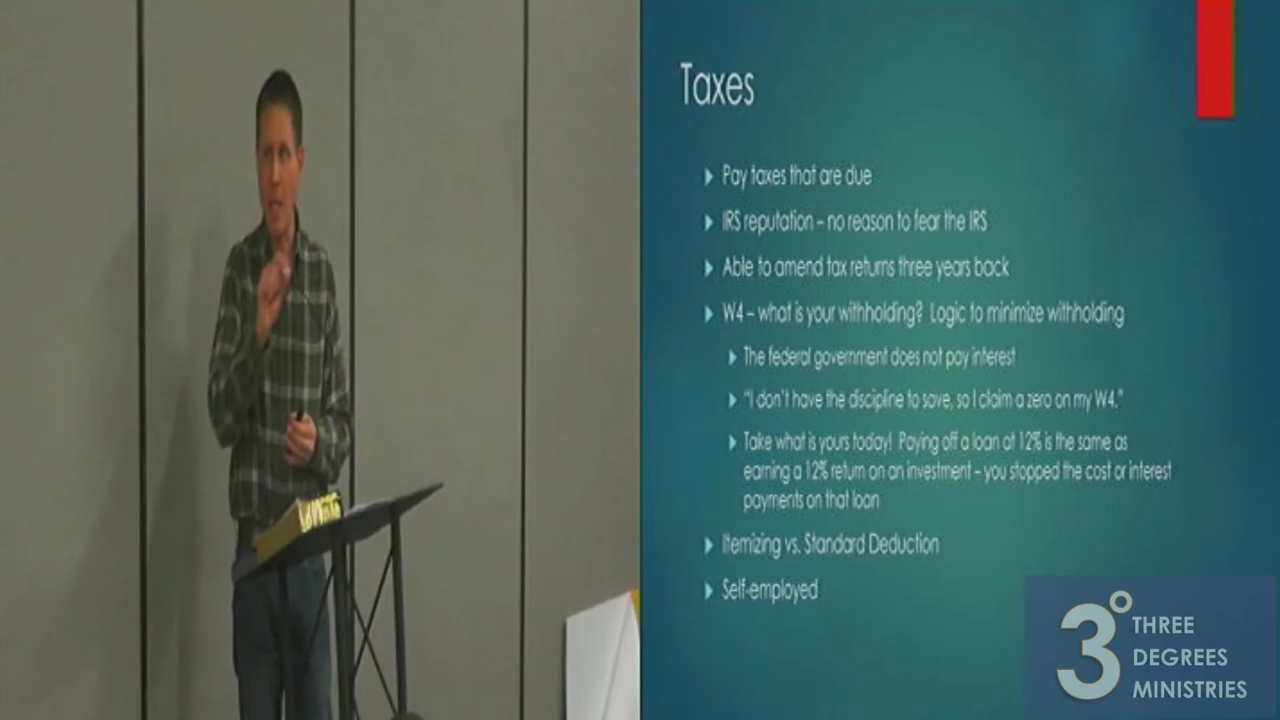 Taxes
Pay taxes that are due
IRS reputation – no reason to fear the IRS
Able to amend tax returns three years back
W4 – what is your withholding? Logic to minimize withholding
The federal government does not pay interest
"I don't have the discipline to save, so I claim a zero on my W4."
Take what is yours today! Paying off a loan at 12% is the same as
earning a 12% return on an investment – you stopped the cost or interest
payments on that loan
Itemizing vs. Standard Deduction
Self-employed
3° THREE
DEGREES
MINISTRIES